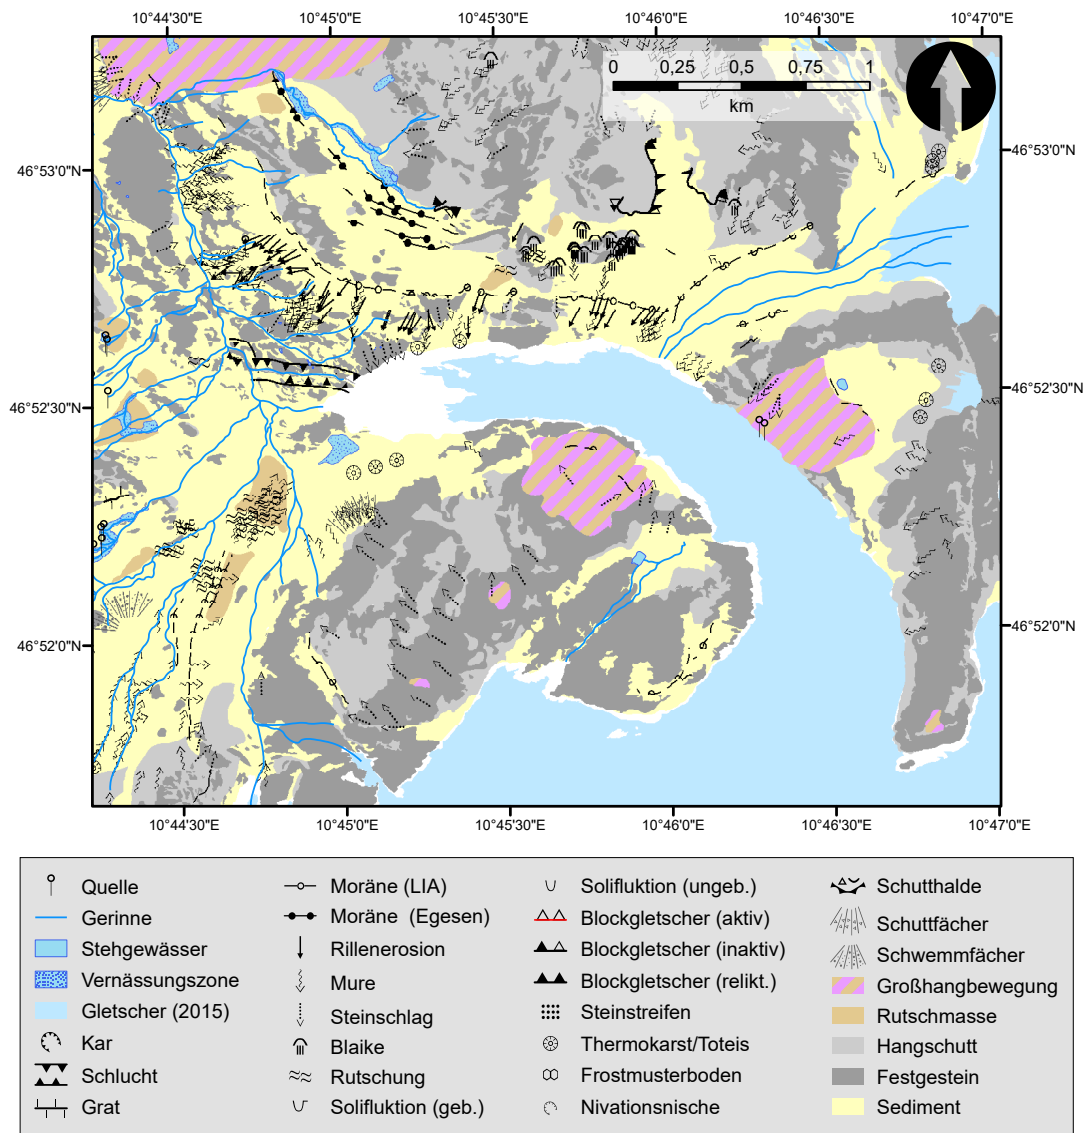 10°44'30"E 10°45'0"E 10°45'30"E 10°46'0"E 10°46'30"E 10°47'0"E
0 0,25 0,5 0,75 1
km
46°53'0"N 46°53'0"N
46°52'30"N 46°52'30"N
46°52'0"N 46°52'0"N
10°44'30"E 10°45'0"E 10°45'30"E 10°46'0"E 10°46'30"E 10°47'0"E
Quelle
Gerinne
Stehgewässer
Vernässungszone
Gletscher (2015)
Kar
Schlucht
Grat
Moräne (LIA)
Moräne (Egesen)
Rillenerosion
Mure
Steinschlag
Blaike
Rutschung
Solifluktion (geb.)
Solifluktion (ungeb.)
Blockgletscher (aktiv)
Blockgletscher (inaktiv)
Blockgletscher (relikt.)
Steinstreifen
Thermokarst/Toteis
Frostmusterboden
Nivationsnische
Schutthalde
Schuttfächer
Schwemmfächer
Großhangbewegung
Rutschmasse
Hangschutt
Festgestein
Sediment